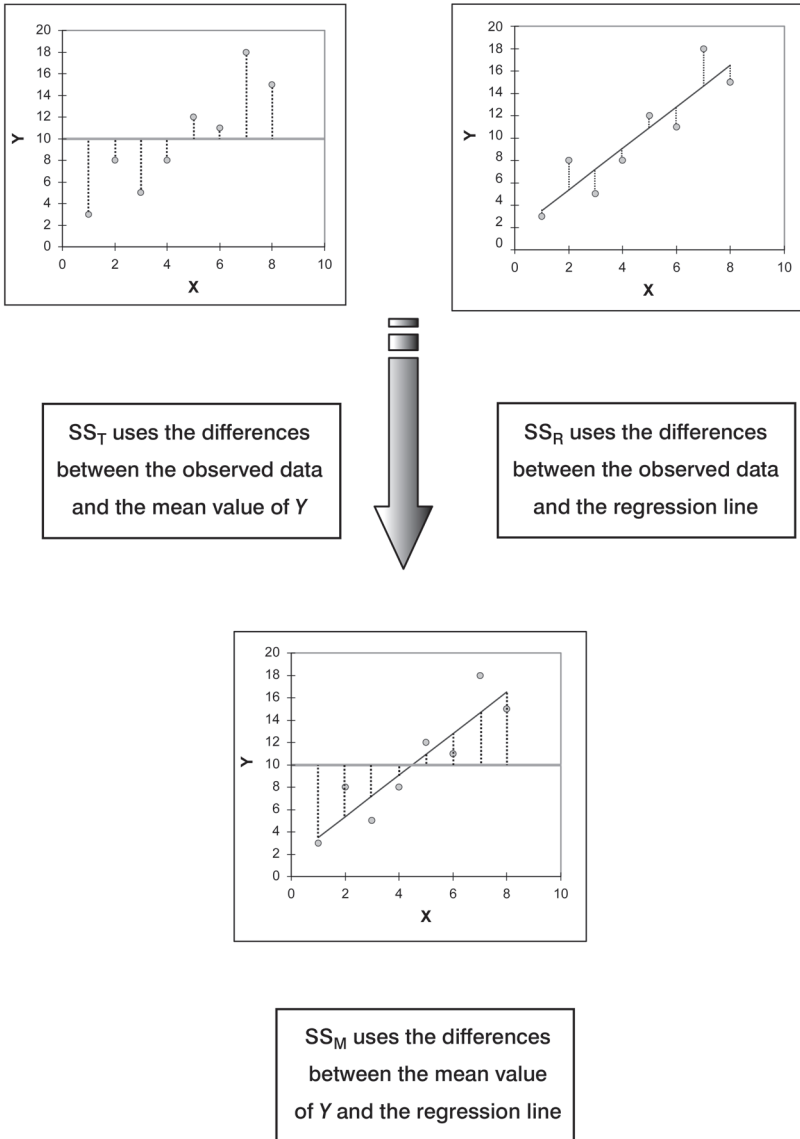 20
18
16
14
12
10
8
6
4
2
0
Y
0 2 4 6 8 10
X
20
18
16
14
12
10
8
6
4
2
0
Y
0 2 4 6 8 10
X
SST uses the differences
between the observed data
and the mean value of Y
SSR uses the differences
between the observed data
and the regression line
20
18
16
14
12
10
8
6
4
2
0
Y
0 2 4 6 8 10
X
SSM uses the differences
between the mean value
of Y and the regression line